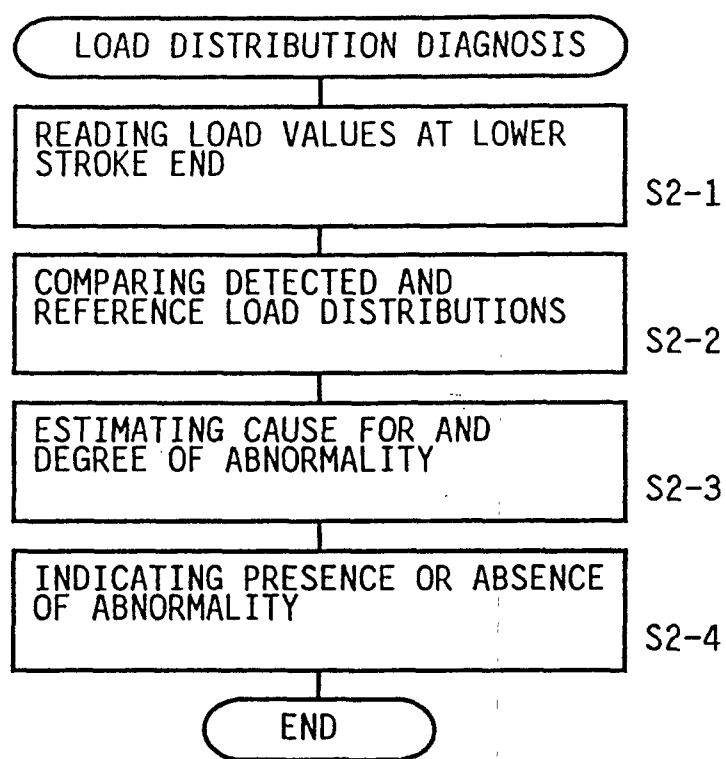 LOAD DISTRIBUTION DIAGNOSIS
READING LOAD VALUES AT LOWER
STROKE END
S2-1
COMPARING DETECTED AND
REFERENCE LOAD DISTRIBUTIONS
S2-2
ESTIMATING CAUSE FOR AND
DEGREE OF ABNORMALITY
S2-3
INDICATING PRESENCE OR ABSENCE
OF ABNORMALITY
S2-4
END